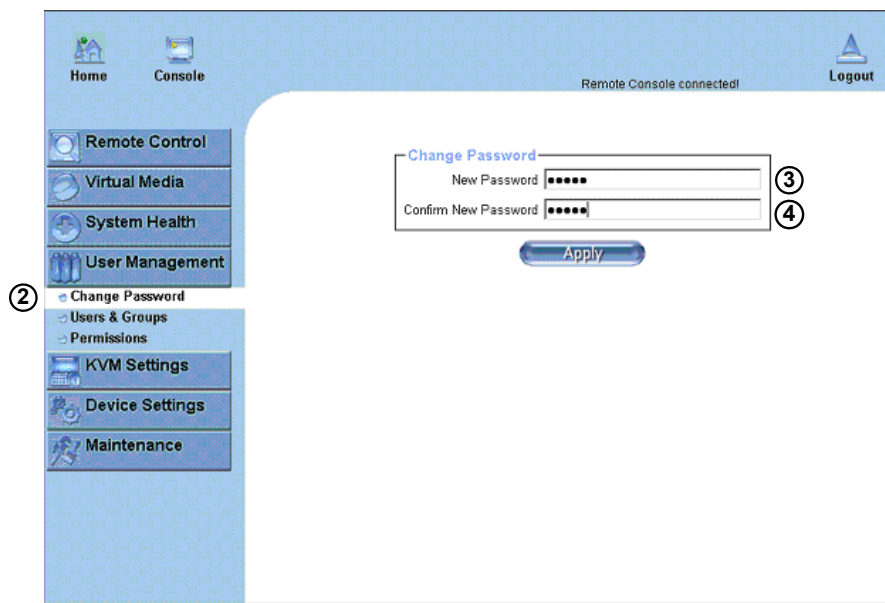 Home
Console
Remote Console connected!
Logout
Remote Control
Virtual Media
System Health
User Management
② Change Password
Users & Groups
Permissions
KVM Settings
Device Settings
Maintenance
Change Password
New Password ●●●●● ③
Confirm New Password ●●●●● ④
Apply